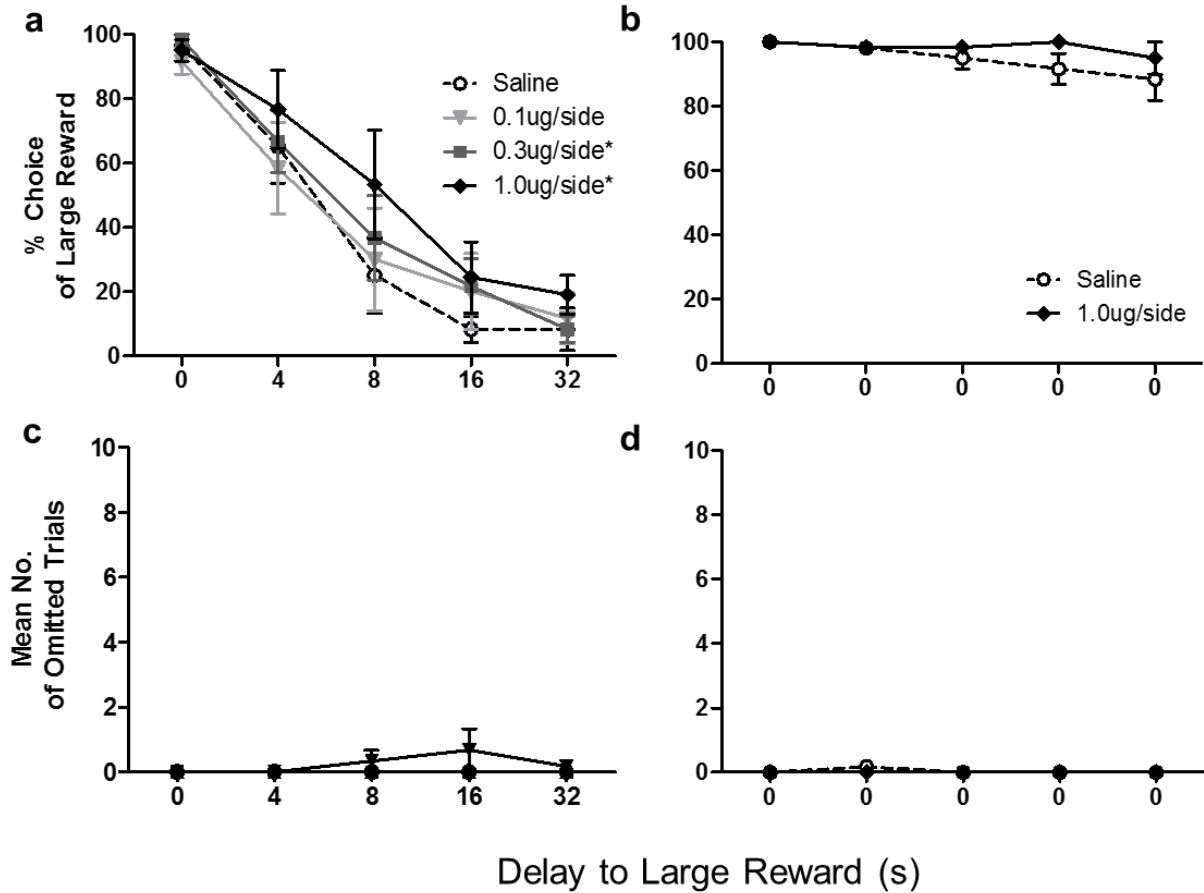 a
100
80
60
40
20
0
% Choice
of Large Reward
Saline
0.1ug/side
0.3ug/side*
1.0ug/side*
0 4 8 16 32
b
100
80
60
40
20
0
Saline
1.0ug/side
0 0 0 0 0
c
10
8
6
4
2
0
Mean No.
of Omitted Trials
0 4 8 16 32
d
10
8
6
4
2
0
0 0 0 0 0
Delay to Large Reward (s)